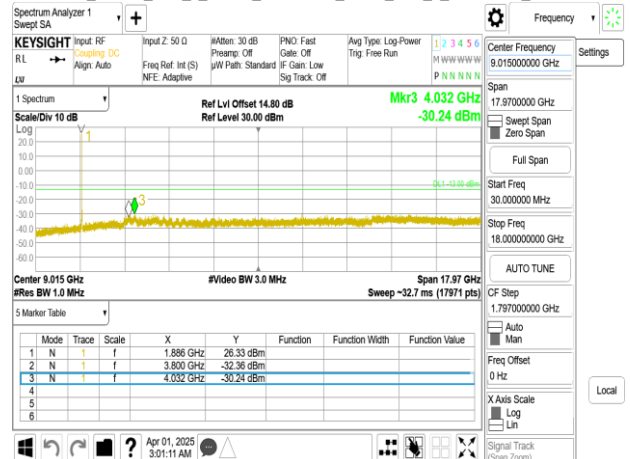 Spectrum Analyzer 1
Swept SA
+
Frequency
KEYSIGHT Input: RF Input Z: 50 Ω #Atten: 30 dB PNO: Fast Avg Type: Log-Power 1 2 3 4 5 6
RL Coupling: DC Preamp: Off Gate: Off Trig: Free Run M W W W W W
Align: Auto Freq Ref: Int (S) µW Path: Standard IF Gain: Low
NFE: Adaptive Sig Track: Off P N N N N N
1 Spectrum
Ref Lvl Offset 14.80 dB Mkr3 4.032 GHz
Scale/Div 10 dB Ref Level 30.00 dBm -30.24 dBm
Log
1
20.0
10.0
0.00
-10.0
DL1 -13.00 dBm
-20.0
3
-30.0
-40.0
-50.0
-60.0
Center 9.015 GHz #Video BW 3.0 MHz Span 17.97 GHz
#Res BW 1.0 MHz Sweep ~32.7 ms (17971 pts)
5 Marker Table
Mode Trace Scale X Y Function Function Width Function Value
1 N 1 f 1.886 GHz 26.33 dBm
2 N 1 f 3.800 GHz -32.36 dBm
3 N 1 f 4.032 GHz -30.24 dBm
4
5
6
?
Apr 01, 2025
3:01:11 AM
Center Frequency
9.015000000 GHz
Settings
Span
17.9700000 GHz
Swept Span
Zero Span
Full Span
Start Freq
30.000000 MHz
Stop Freq
18.000000000 GHz
AUTO TUNE
CF Step
1.797000000 GHz
Auto
Man
Freq Offset
0 Hz
X Axis Scale
Log
Lin
Local
Signal Track
(Span Zoom)